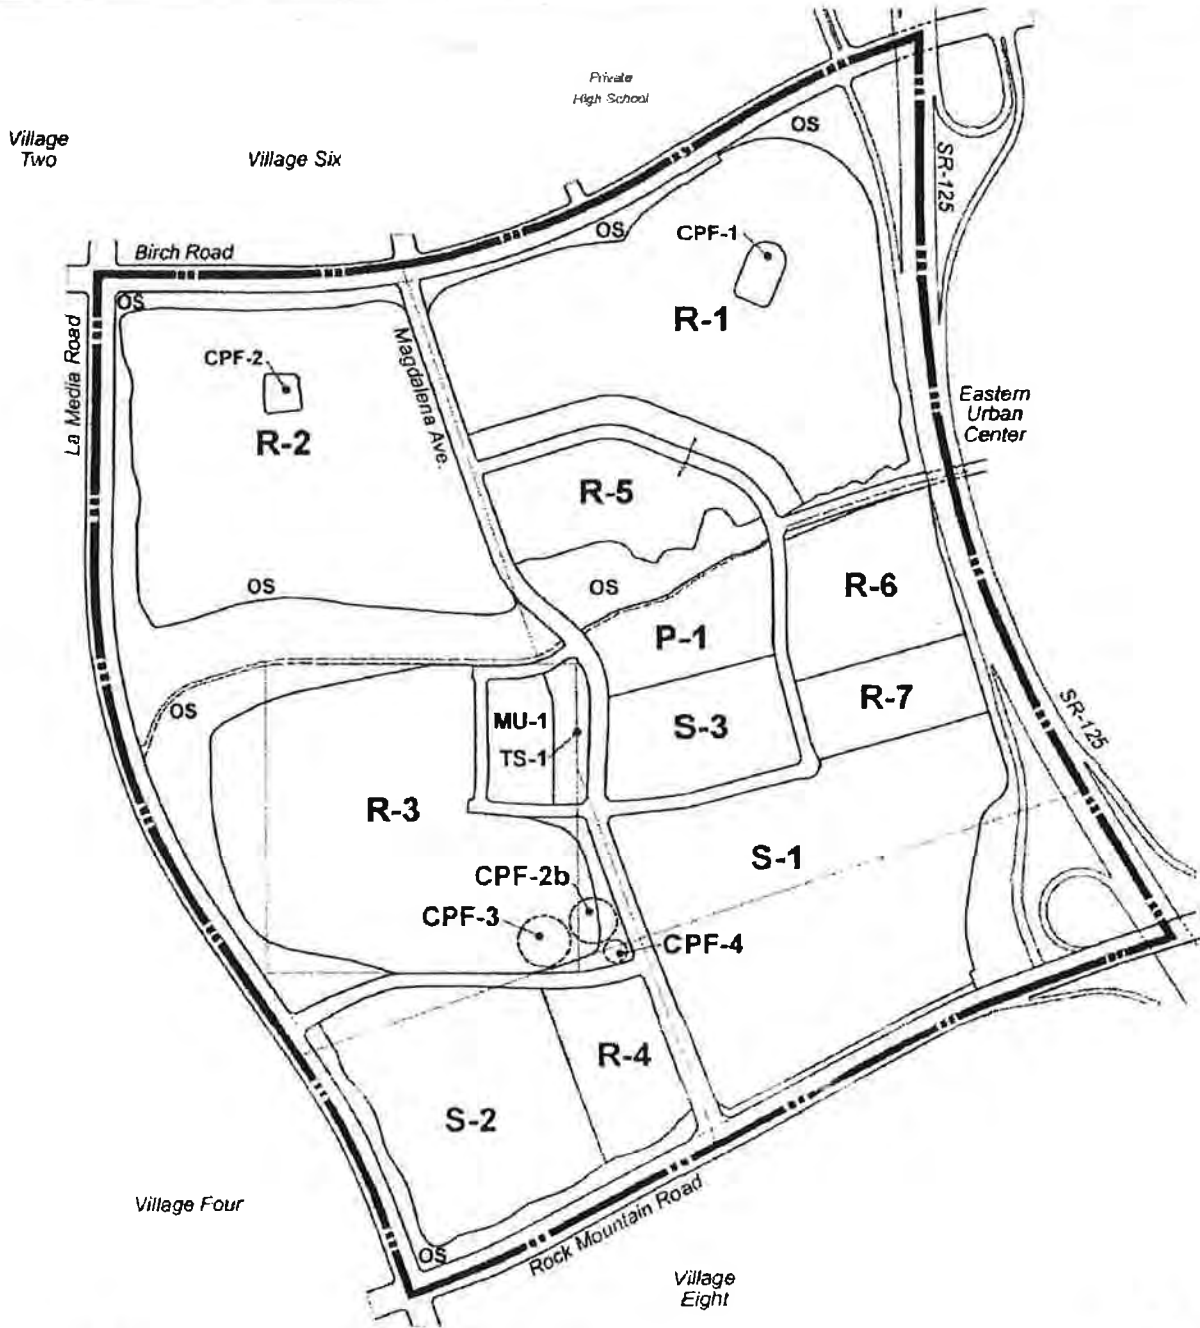 Private
High School
Village
Two
Village Six
OS
SR-125
OS
CPF-1
Birch Road
OS
R-1
La Media Road
CPF-2
Magdalena Ave.
R-2
Eastern
Urban
Center
R-5
OS
OS
R-6
P-1
OS
R-7
MU-1
S-3
SR-125
TS-1
R-3
S-1
CPF-2b
CPF-3
CPF-4
R-4
S-2
Village Four
OS
Rock Mountain Road
Village
Eight